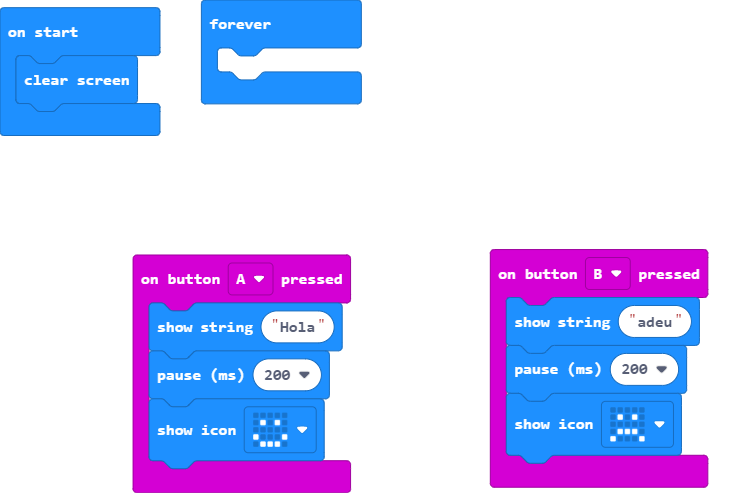 on start
clear screen
forever
on button A pressed
show string "Hola"
pause (ms) 200
show icon
on button B pressed
show string "adeu"
pause (ms) 200
show icon